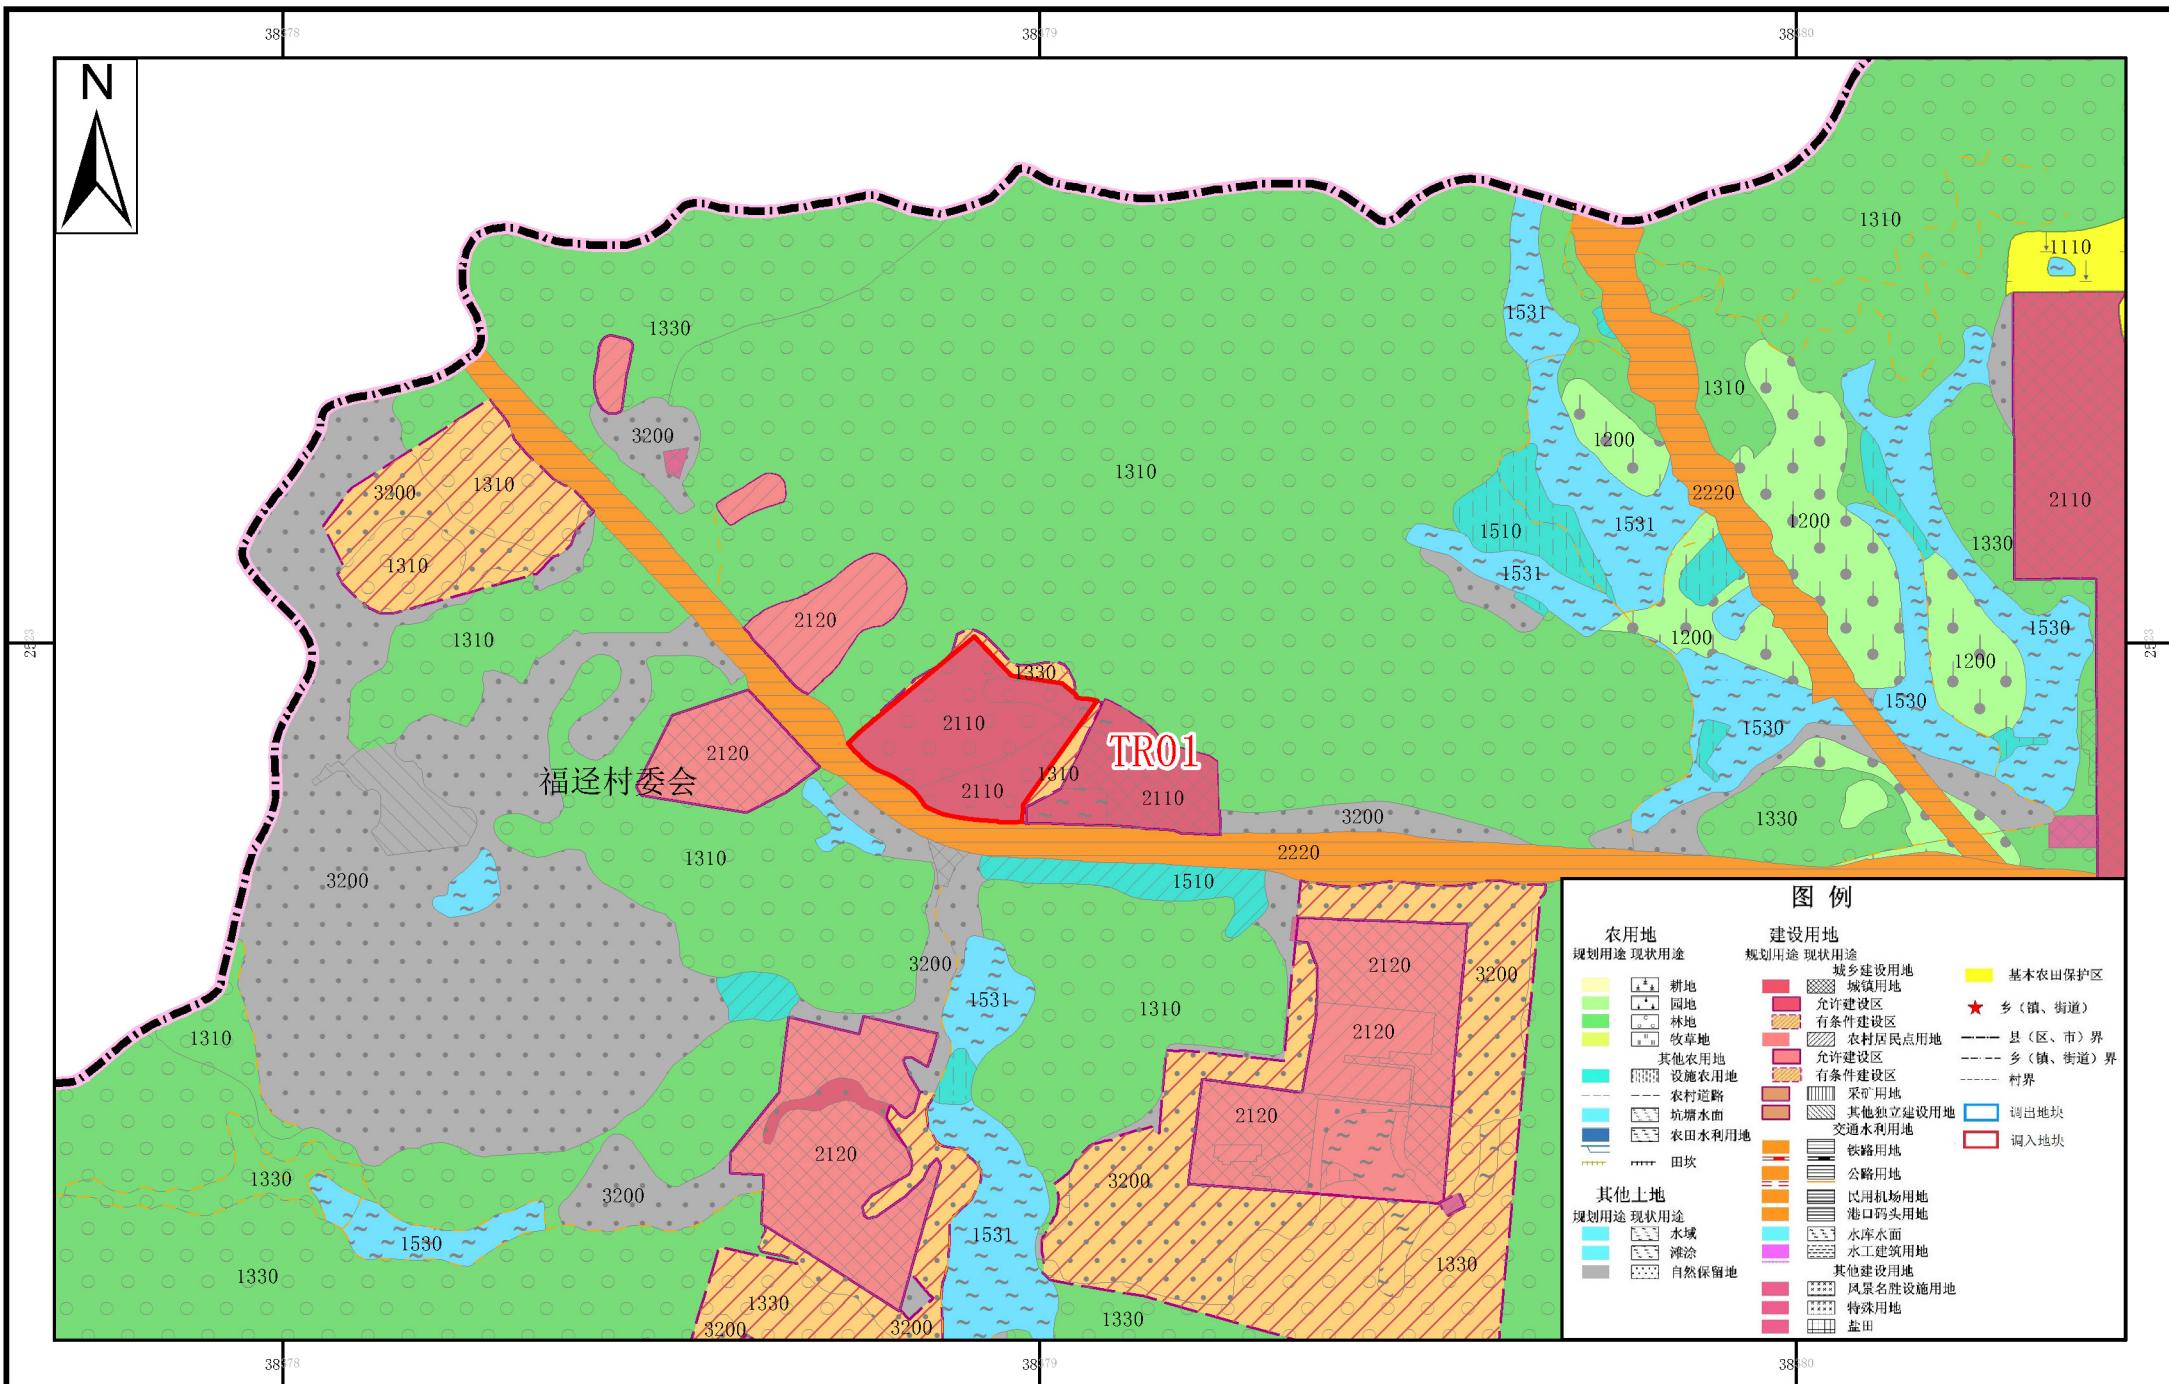 38378 38379 38380
N
1310
1110
1531
1330
1310
3200
1200
1310
1310
3200
2220
2110
1200
1531
1510
1330
1310
1531
2120
1310
1200
1530
1200
1330
2110
1530
1530
2120
TR01
1310
福迳村委会
2110
2110
3200
1330
2220
1310
3200
1510
3200
2120
3200
1531
1310
2120
1310
2120
2120
1330
3200
3200
1531
1530
1330
1330
1330
1330
3200
3200
2523 2523
图 例
农用地
规划用途 现状用途
耕地
园地
林地
牧草地
其他农用地
设施农用地
农村道路
坑塘水面
农田水利用地
田坎
其他土地
规划用途 现状用途
水域
滩涂
自然保留地
建设用地
规划用途 现状用途
城乡建设用地
城镇用地
允许建设区
有条件建设区
农村居民点用地
允许建设区
有条件建设区
采矿用地
其他独立建设用地
交通水利用地
铁路用地
公路用地
民用机场用地
港口码头用地
水库水面
水工建筑用地
其他建设用地
风景名胜设施用地
特殊用地
盐田
基本农田保护区
乡（镇、街道）
县（区、市）界
乡（镇、街道）界
村界
调出地块
调入地块
38378 38379 38380